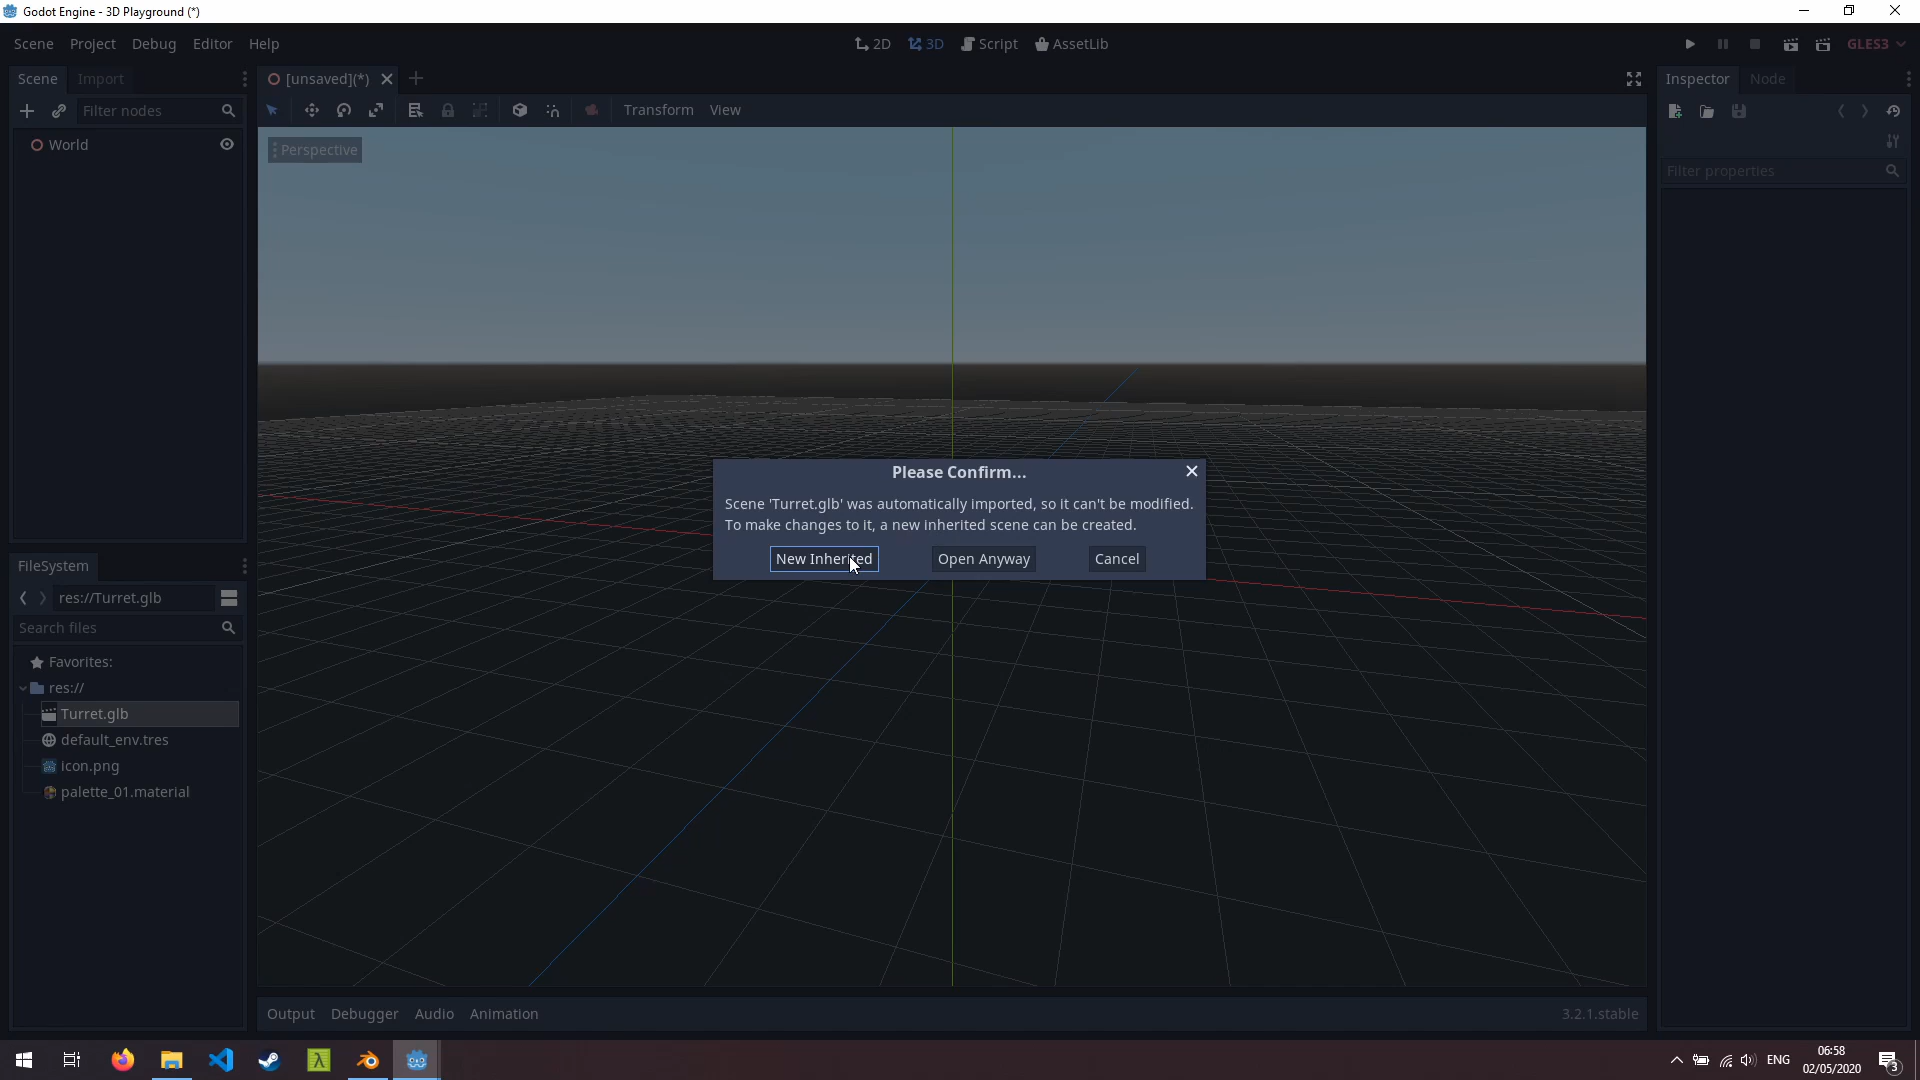 Godot Engine - 3D Playground (*)
Scene Project Debug Editor Help
2D 3D Script AssetLib
GLES3
Scene Import
[unsaved](*)
Inspector Node
Filter nodes
Transform View
World
Perspective
Filter properties
Please Confirm...
Scene 'Turret.glb' was automatically imported, so it can't be modified.
To make changes to it, a new inherited scene can be created.
New Inherited Open Anyway Cancel
FileSystem
res://Turret.glb
Search files
Favorites:
res://
Turret.glb
default_env.tres
icon.png
palette_01.material
Output Debugger Audio Animation
3.2.1.stable
ENG
06:58
02/05/2020
3